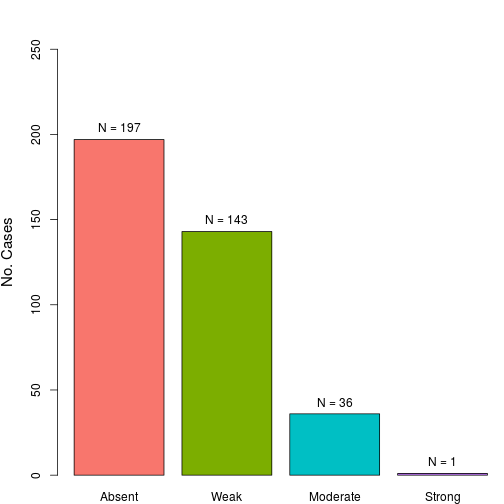 No. Cases
250
200
150
100
50
0
N = 197
N = 143
N = 36
N = 1
Absent
Weak
Moderate
Strong